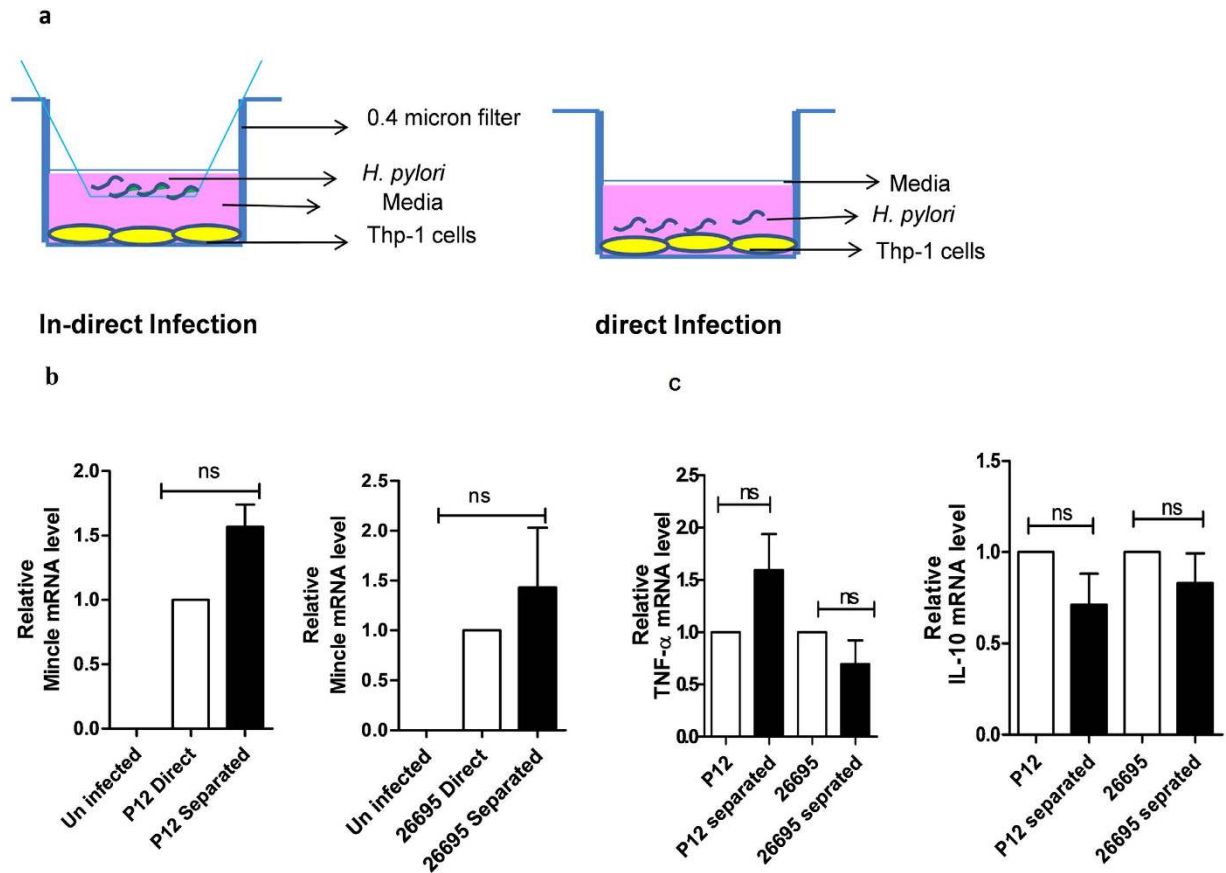 a
0.4 micron filter
H. pylori
Media
Thp-1 cells
Media
H. pylori
Thp-1 cells
In-direct Infection
direct Infection
b
ns
2.0
1.5
1.0
0.5
0.0
Relative
Mincle mRNA level
Un infected
P12 Direct
P12 Separated
ns
2.5
2.0
1.5
1.0
0.5
0.0
Relative
Mincle mRNA level
Un infected
26695 Direct
26695 Separated
c
ns
ns
2.5
2.0
1.5
1.0
0.5
0.0
Relative
TNF-α mRNA level
P12
P12 separated
26695
26695 seprated
ns
ns
1.5
1.0
0.5
0.0
Relative
IL-10 mRNA level
P12
P12 separated
26695
26695 separated